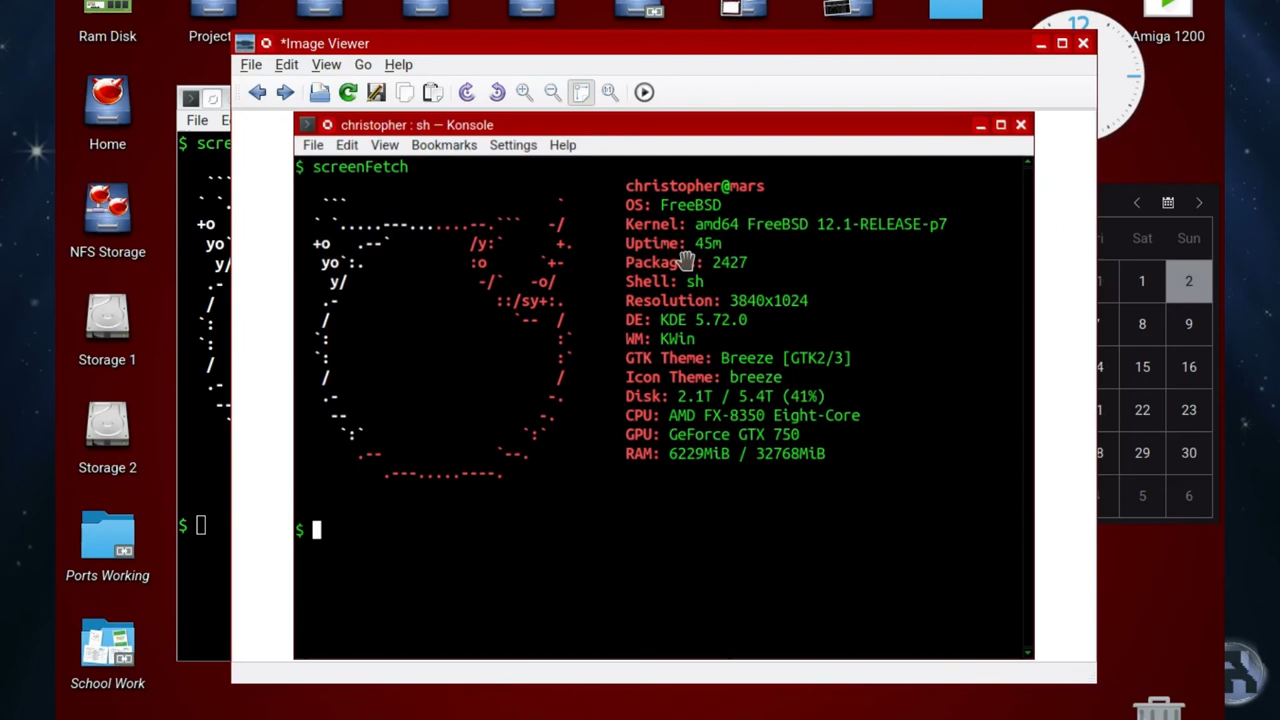 Ram Disk
Project
12
Amiga 1200
*Image Viewer
File Edit View Go Help
Home
christopher : sh — Konsole
File Edit View Bookmarks Settings Help
File
$ scre
$ screenFetch
christopher@mars
OS: FreeBSD
Kernel: amd64 FreeBSD 12.1-RELEASE-p7
Uptime: 45m
2427
Shell: sh
Resolution: 3840x1024
DE: KDE 5.72.0
WM: KWin
GTK Theme: Breeze [GTK2/3]
Icon Theme: breeze
Disk: 2.1T / 5.4T (41%)
CPU: AMD FX-8350 Eight-Core
GPU: GeForce GTX 750
RAM: 6229MiB / 32768MiB
$
$
NFS Storage
Storage 1
Storage 2
Ports Working
School Work
Sat Sun
1 2
8 9
15 16
22 23
29 30
5 6